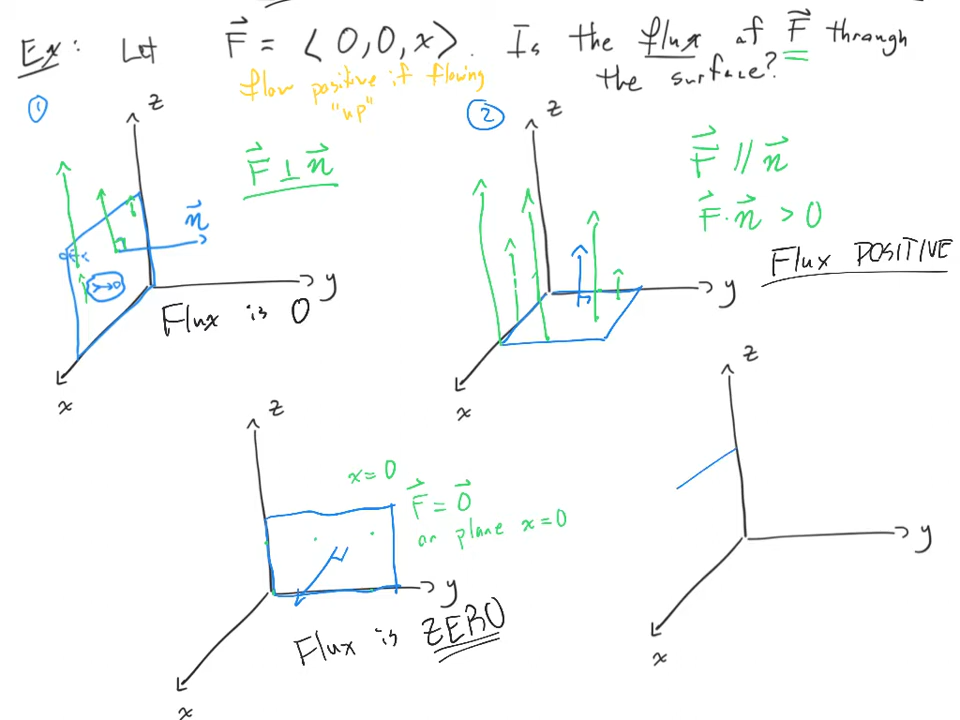 Ex: Let F = ⟨0,0,x⟩. Is the flux of F through
the surface?
flow positive if flowing
"up"
①
z
F ⊥ n
n
y
x
Flux is 0
②
z
F // n
F · n > 0
Flux POSITIVE
y
x
z
x = 0
F = 0
on plane x=0
y
x
Flux is ZERO
z
y
x